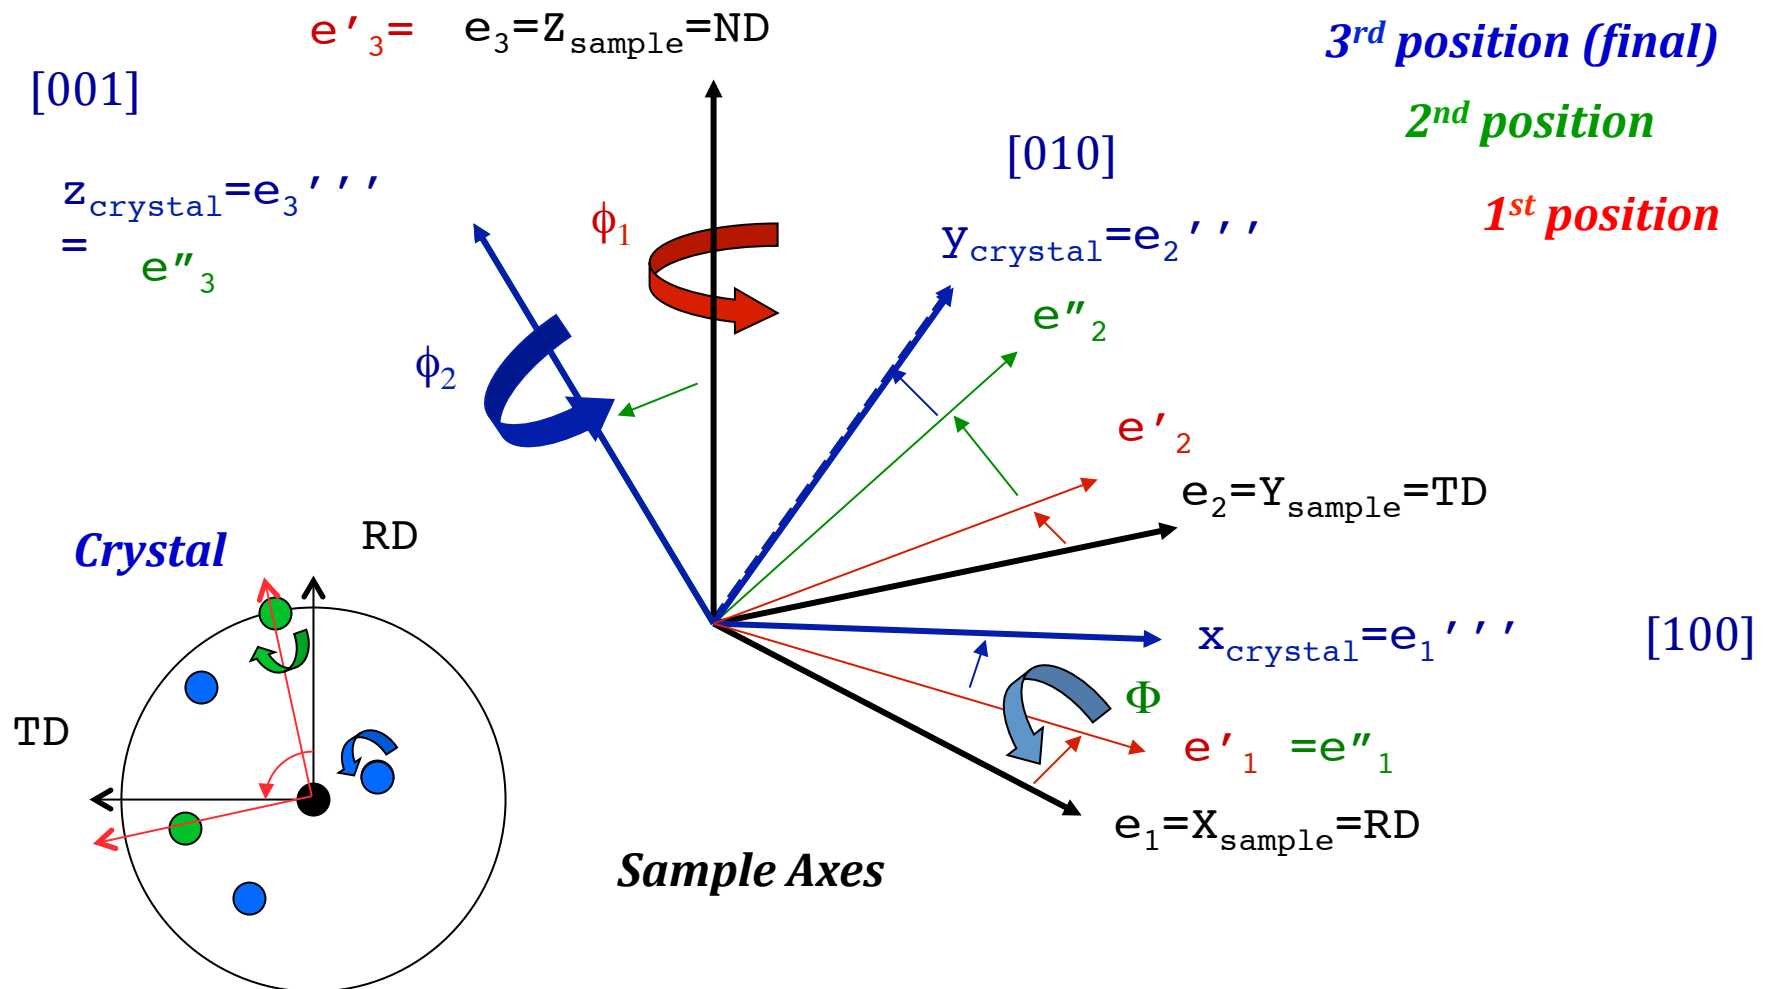 e′3= e3=Zsample=ND
3rd position (final)
[001]
2nd position
[010]
zcrystal=e3′′′
=
e″3
ϕ1
ycrystal=e2′′′
1st position
e″2
ϕ2
e′2
e2=Ysample=TD
Crystal
RD
xcrystal=e1′′′ [100]
Φ
TD
e′1 =e″1
e1=Xsample=RD
Sample Axes